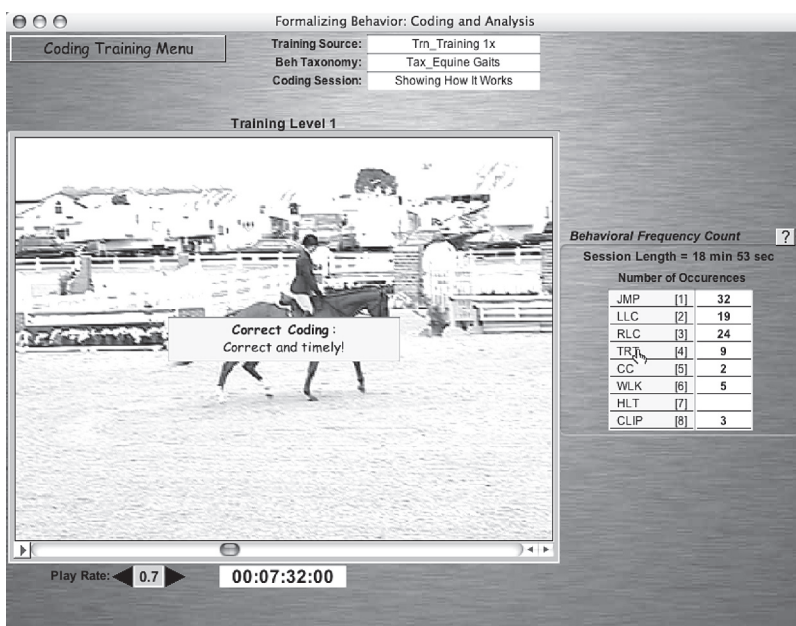 Formalizing Behavior: Coding and Analysis
Coding Training Menu
Training Source: Trn_Training 1x
Beh Taxonomy: Tax_Equine Gaits
Coding Session: Showing How It Works
Training Level 1
Correct Coding :
Correct and timely!
Behavioral Frequency Count ?
Session Length = 18 min 53 sec
Number of Occurences
JMP [1] 32
LLC [2] 19
RLC [3] 24
TRT [4] 9
CC [5] 2
WLK [6] 5
HLT [7]
CLIP [8] 3
Play Rate: 0.7 00:07:32:00